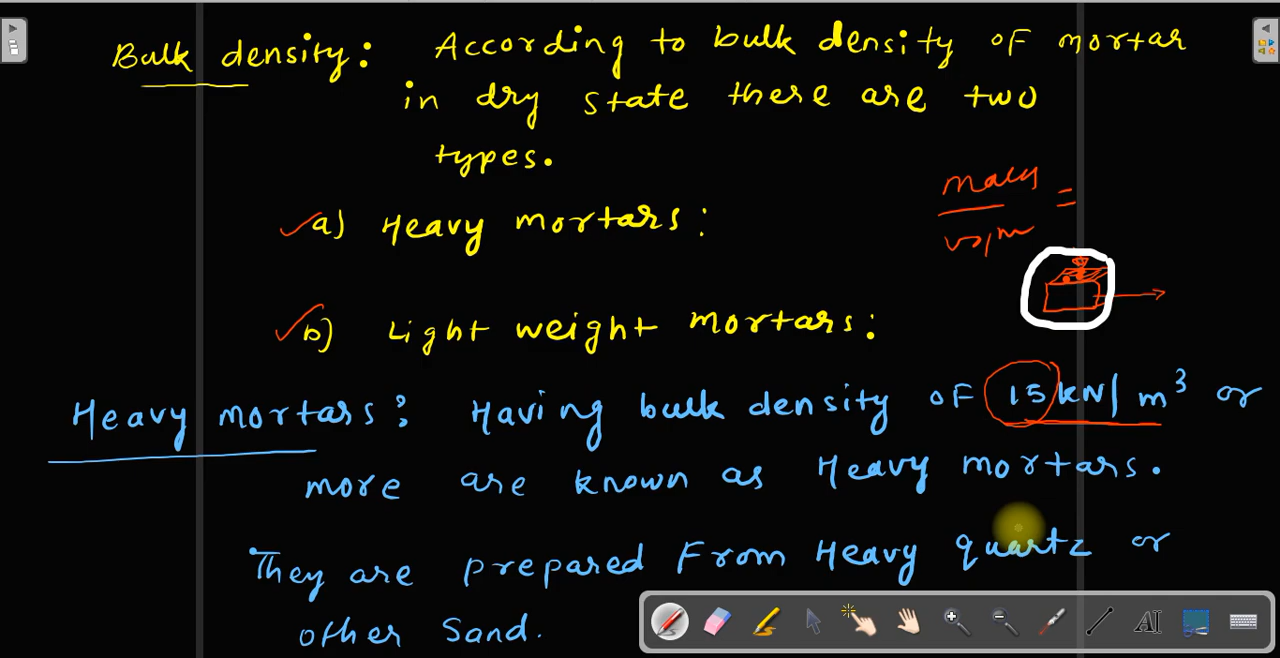 Bulk density: According to bulk density of mortar
in dry state there are two
types.
mass
a) Heavy mortars:
b) Light weight mortars:
Heavy mortars: Having bulk density of 15 kN/m³ or
more are known as Heavy mortars.
They are prepared from Heavy quartz or
other sand.
AI